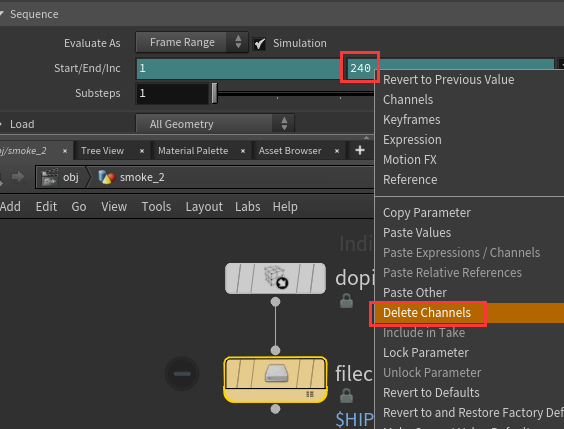 Sequence
Evaluate As Frame Range Simulation
Start/End/Inc 1 240
Substeps 1
Load All Geometry
obj/smoke_2 × Tree View × Material Palette × Asset Browser × +
obj smoke_2
Add Edit Go View Tools Layout Labs Help
Indi
dopi
filec
$HIP
Revert to Previous Value
Channels
Keyframes
Expression
Motion FX
Reference
Copy Parameter
Paste Values
Paste Expressions / Channels
Paste Relative References
Paste Other
Delete Channels
Include in Take
Lock Parameter
Unlock Parameter
Revert to Defaults
Revert to and Restore Factory Def